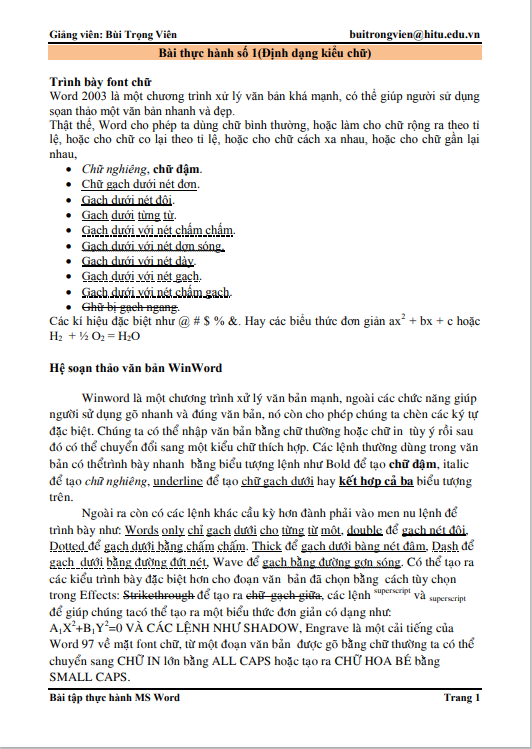 Giảng viên: Bùi Trọng Viên buitrongvien@hitu.edu.vn
Bài thực hành số 1(Định dạng kiểu chữ)
Trình bày font chữ
Word 2003 là một chương trình xử lý văn bản khá mạnh, có thể giúp người sử dụng
soạn thảo một văn bản nhanh và đẹp.
Thật thế, Word cho phép ta dùng chữ bình thường, hoặc làm cho chữ rộng ra theo tỉ
lệ, hoặc cho chữ co lại theo tỉ lệ, hoặc cho chữ cách xa nhau, hoặc cho chữ gần lại
nhau,
• Chữ nghiêng, chữ đậm.
• Chữ gạch dưới nét đơn.
• Gạch dưới nét đôi.
• Gạch dưới từng từ.
• Gạch dưới với nét chấm chấm.
• Gạch dưới với nét dợn sóng.
• Gạch dưới với nét dày.
• Gạch dưới với nét gạch.
• Gạch dưới với nét chấm gạch.
• Chữ bị gạch ngang.
Các kí hiệu đặc biệt như @ # $ % &. Hay các biểu thức đơn giản ax² + bx + c hoặc
H₂ + ½ O₂ = H₂O
Hệ soạn thảo văn bản WinWord
Winword là một chương trình xử lý văn bản mạnh, ngoài các chức năng giúp
người sử dụng gõ nhanh và đúng văn bản, nó còn cho phép chúng ta chèn các ký tự
đặc biệt. Chúng ta có thể nhập văn bản bằng chữ thường hoặc chữ in tùy ý rồi sau
đó có thể chuyển đổi sang một kiểu chữ thích hợp. Các lệnh thường dùng trong văn
bản có thểtrình bày nhanh bằng biểu tượng lệnh như Bold để tạo chữ đậm, italic
để tạo chữ nghiêng, underline để tạo chữ gạch dưới hay kết hợp cả ba biểu tượng
trên.
Ngoài ra còn có các lệnh khác cầu kỳ hơn đành phải vào men nu lệnh để
trình bày như: Words only chỉ gạch dưới cho từng từ một, double để gạch nét đôi,
Dotted để gạch dưới bằng chấm chấm. Thick để gạch dưới bằng nét đâm, Dash để
gạch dưới bằng đường đứt nét, Wave để gạch bằng đường gợn sóng. Có thể tạo ra
các kiểu trình bày đặc biệt hơn cho đoạn văn bản đã chọn bằng cách tùy chọn
trong Effects: Strikethrough để tạo ra chữ gạch giữa, các lệnh superscript và superscript
để giúp chúng tacó thể tạo ra một biểu thức đơn giản có dạng như:
A₁X²+B₁Y²=0 VÀ CÁC LỆNH NHƯ SHADOW, Engrave là một cải tiếng của
Word 97 về mặt font chữ, từ một đoạn văn bản được gõ bằng chữ thường ta có thể
chuyển sang CHỮ IN lớn bằng ALL CAPS hoặc tạo ra CHỮ HOA BÉ bằng
SMALL CAPS.
Bài tập thực hành MS Word Trang 1